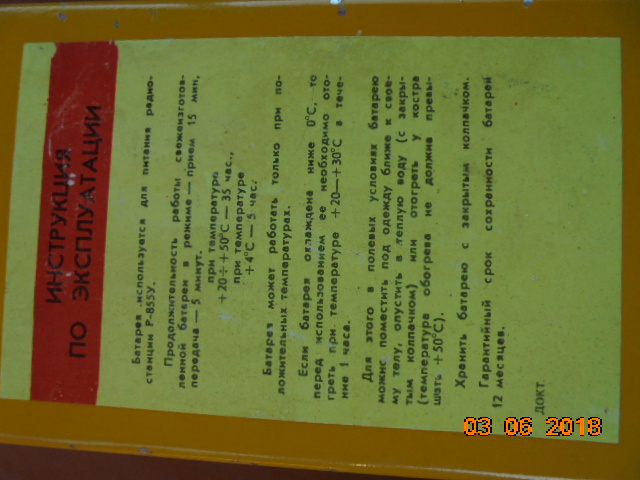 ИНСТРУКЦИЯ
ПО ЭКСПЛУАТАЦИИ
Батарея используется для питания радио-
станции Р-855У.
Продолжительность работы свежеизготов-
ленной батареи в режиме — прием 15 мин,
передача — 5 минут.
при температуре
+20÷+50°С — 35 час.,
при температуре
+4°С — 5 час.
Батарея может работать только при по-
ложительных температурах.
Если батарея охлаждена ниже 0°С, то
перед использованием ее необходимо ото-
греть при температуре +20—+30°С в тече-
ние 1 часа.
Для этого в полевых условиях батарею
можно поместить под одежду ближе к свое-
му телу, опустить в теплую воду (с закры-
тым колпачком) или отогреть у костра
(температура обогрева не должна превы-
шать +50°С).
Хранить батарею с закрытым колпачком.
Гарантийный срок сохранности батарей
12 месяцев.
ДОКТ
03 06 2018